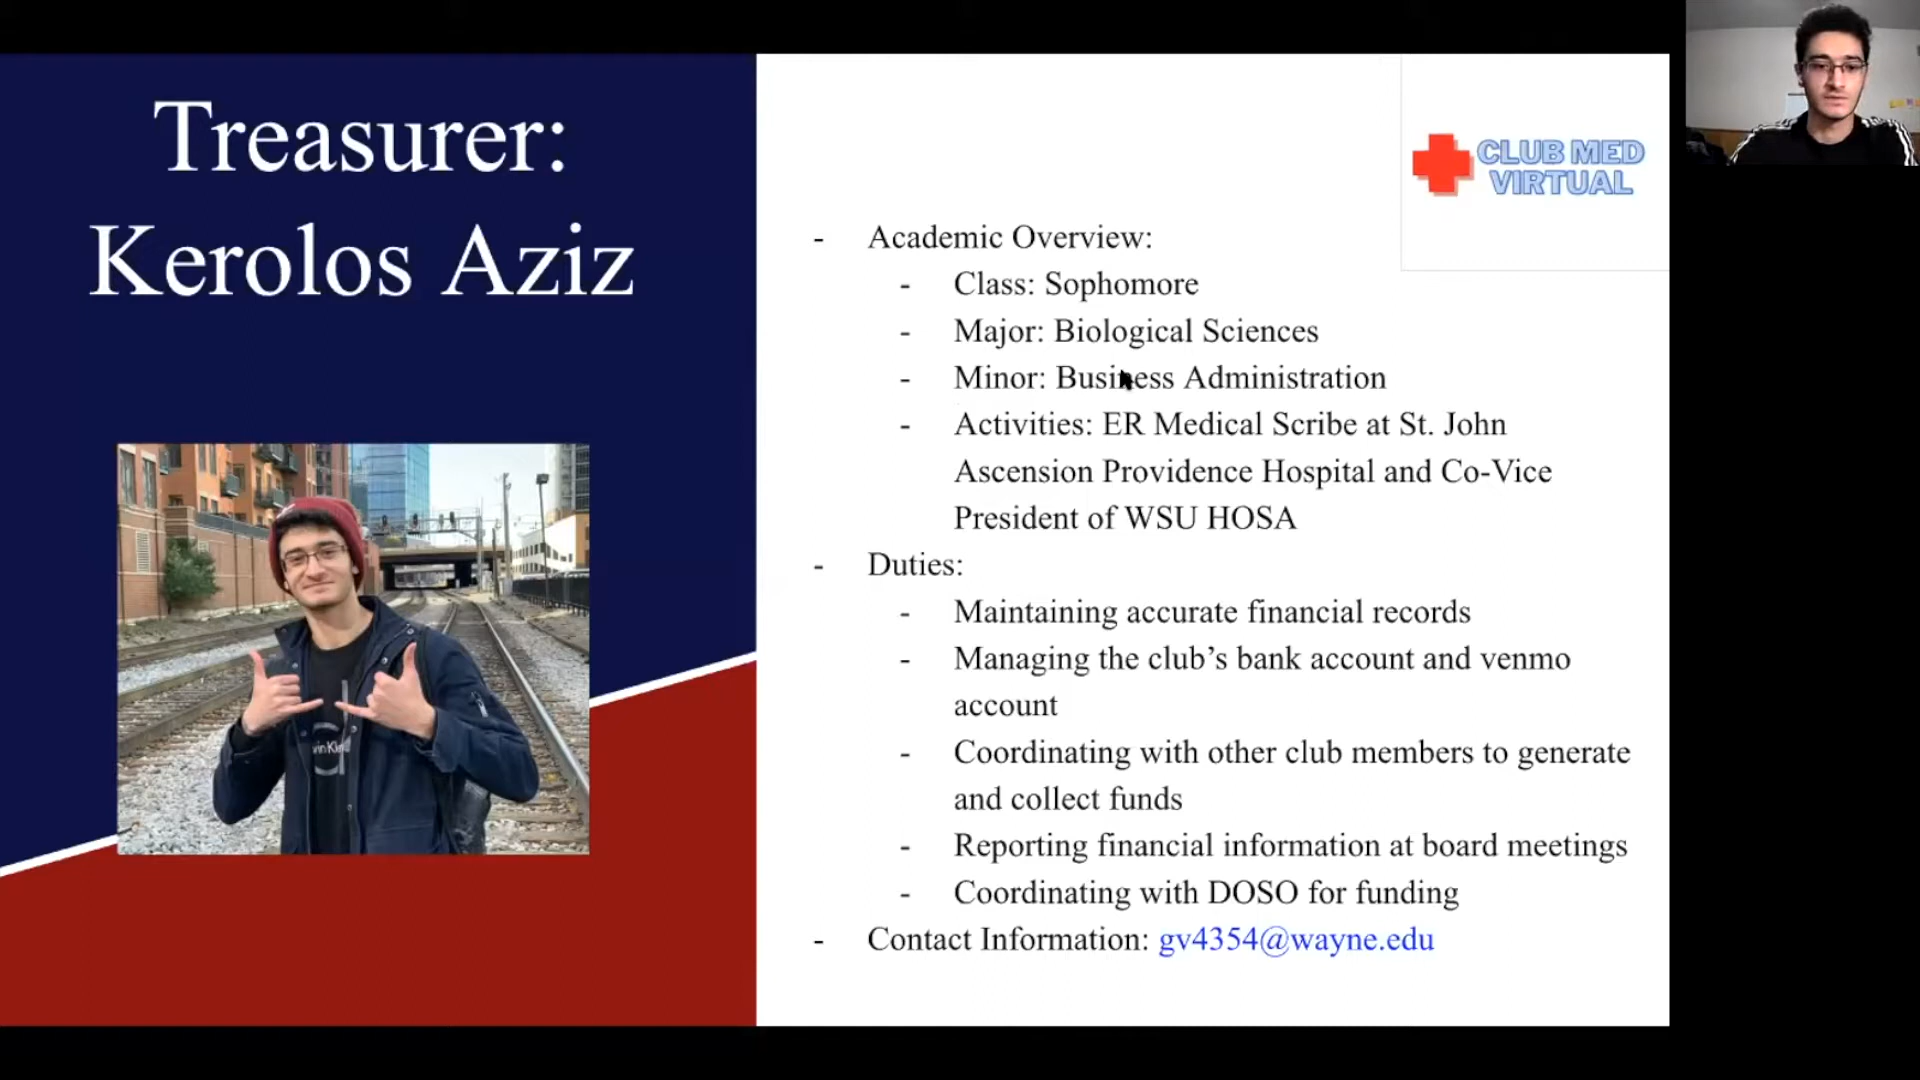 Treasurer:
Kerolos Aziz
CLUB MED
VIRTUAL
- Academic Overview:
- Class: Sophomore
- Major: Biological Sciences
- Minor: Business Administration
- Activities: ER Medical Scribe at St. John
Ascension Providence Hospital and Co-Vice
President of WSU HOSA
- Duties:
- Maintaining accurate financial records
- Managing the club’s bank account and venmo
account
- Coordinating with other club members to generate
and collect funds
- Reporting financial information at board meetings
- Coordinating with DOSO for funding
- Contact Information: gv4354@wayne.edu